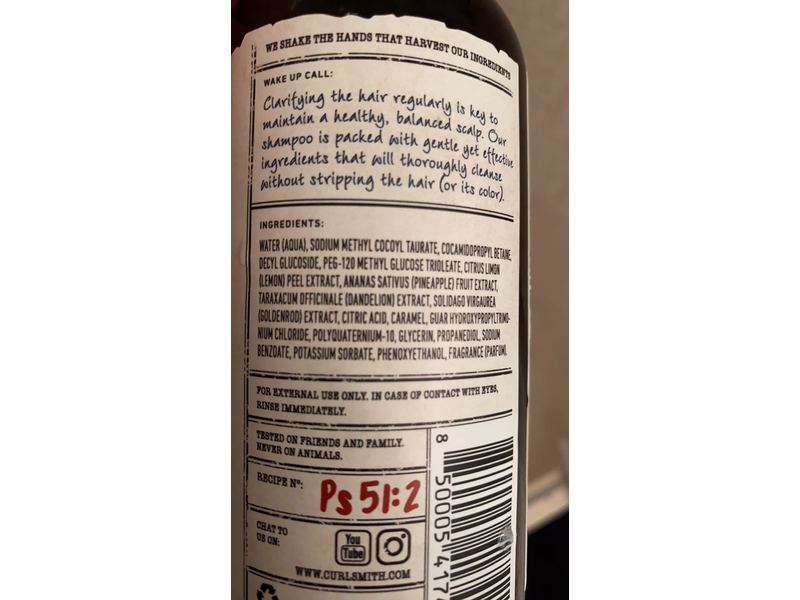 WE SHAKE THE HANDS THAT HARVEST OUR INGREDIENTS
WAKE UP CALL:
Clarifying the hair regularly is key to
maintain a healthy, balanced scalp. Our
shampoo is packed with gentle yet effective
ingredients that will thoroughly cleanse
without stripping the hair (or its color).
INGREDIENTS:
WATER (AQUA), SODIUM METHYL COCOYL TAURATE, COCAMIDOPROPYL BETAINE,
DECYL GLUCOSIDE, PEG-120 METHYL GLUCOSE TRIOLEATE, CITRUS LIMON
(LEMON) PEEL EXTRACT, ANANAS SATIVUS (PINEAPPLE) FRUIT EXTRACT,
TARAXACUM OFFICINALE (DANDELION) EXTRACT, SOLIDAGO VIRGAUREA
(GOLDENROD) EXTRACT, CITRIC ACID, CARAMEL, GUAR HYDROXYPROPYLTRIMO-
NIUM CHLORIDE, POLYQUATERNIUM-10, GLYCERIN, PROPANEDIOL, SODIUM
BENZOATE, POTASSIUM SORBATE, PHENOXYETHANOL, FRAGRANCE (PARFUM).
FOR EXTERNAL USE ONLY. IN CASE OF CONTACT WITH EYES,
RINSE IMMEDIATELY.
TESTED ON FRIENDS AND FAMILY.
NEVER ON ANIMALS.
RECIPE Nº: Ps 51:2
CHAT TO
US ON:
You
Tube
WWW.CURLSMITH.COM
8 50005 417